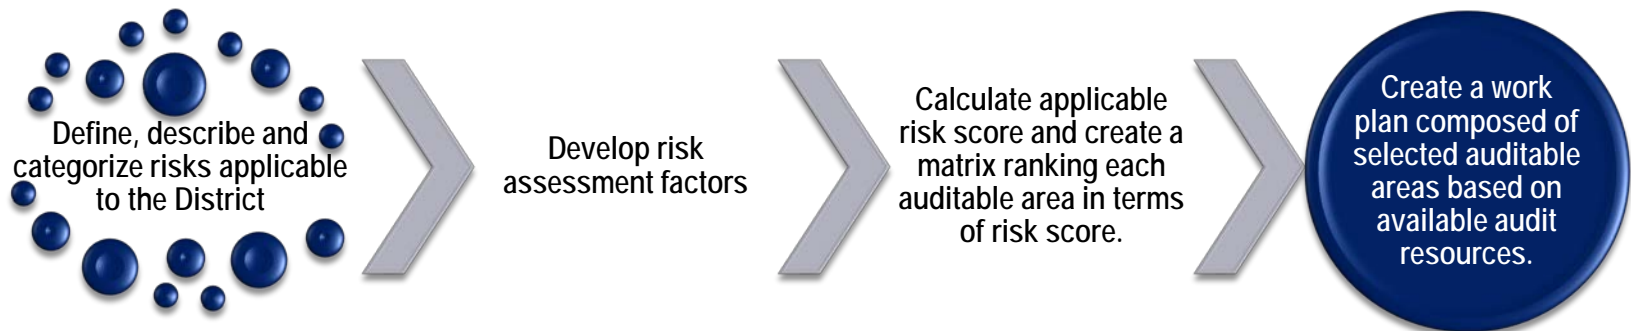 Define, describe and
categorize risks applicable
to the District
Develop risk
assessment factors
Calculate applicable
risk score and create a
matrix ranking each
auditable area in terms
of risk score.
Create a work
plan composed of
selected auditable
areas based on
available audit
resources.